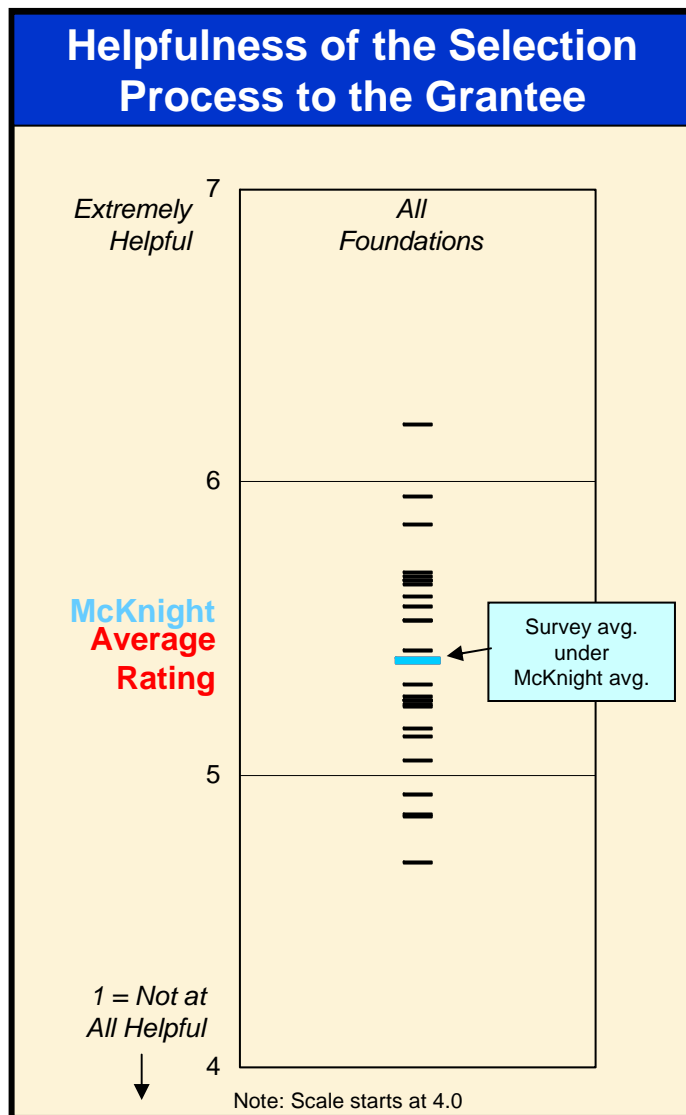 Helpfulness of the Selection
Process to the Grantee
7
Extremely
Helpful
All
Foundations
6
McKnight
Average
Rating
Survey avg.
under
McKnight avg.
5
1 = Not at
All Helpful
4
Note: Scale starts at 4.0